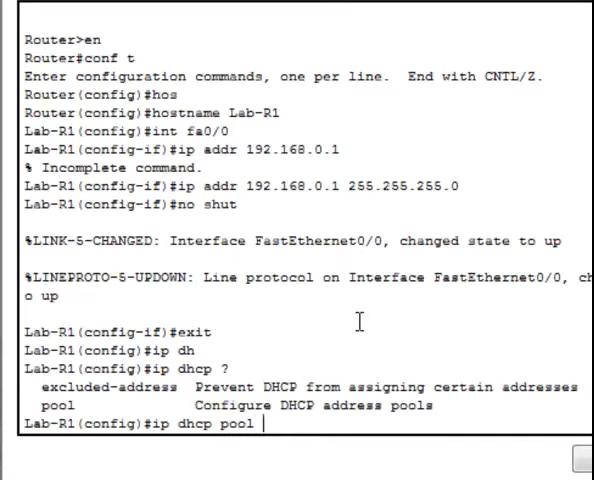 Router>en
Router#conf t
Enter configuration commands, one per line.  End with CNTL/Z.
Router(config)#hos
Router(config)#hostname Lab-R1
Lab-R1(config)#int fa0/0
Lab-R1(config-if)#ip addr 192.168.0.1
% Incomplete command.
Lab-R1(config-if)#ip addr 192.168.0.1 255.255.255.0
Lab-R1(config-if)#no shut
%LINK-5-CHANGED: Interface FastEthernet0/0, changed state to up
%LINEPROTO-5-UPDOWN: Line protocol on Interface FastEthernet0/0, ch
o up
Lab-R1(config-if)#exit
Lab-R1(config)#ip dh
Lab-R1(config)#ip dhcp ?
  excluded-address  Prevent DHCP from assigning certain addresses
  pool              Configure DHCP address pools
Lab-R1(config)#ip dhcp pool